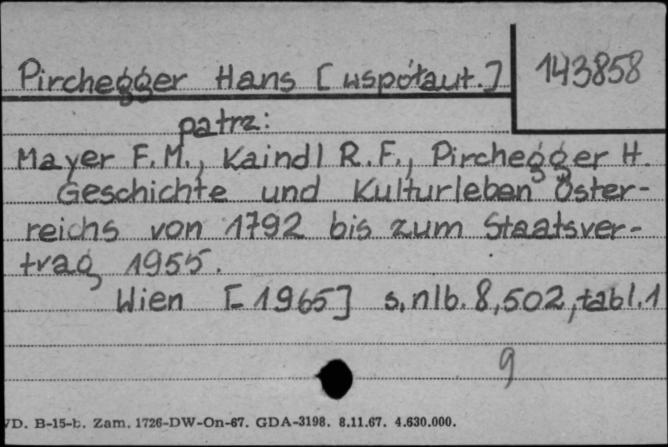 Pirchegger Hans [współaut.] 143858
patrz:
Mayer F.M., Kaindl R.F., Pirchegger H.
Geschichte und Kulturleben Öster-
reichs von 1792 bis zum Staatsver-
trag 1955.
Wien [1965] s, nlb. 8, 502, tabl. 1
9
D. B-15-b. Zam. 1726-DW-On-67. GDA-3198. 8.11.67. 4.630.000.